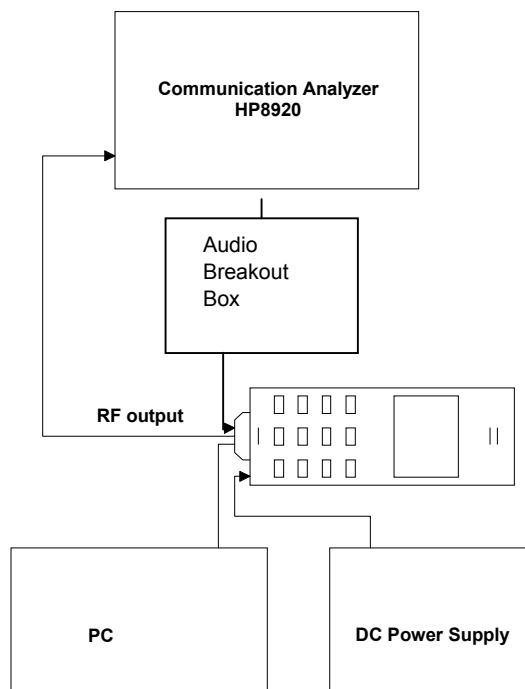 Communication Analyzer
HP8920
Audio
Breakout
Box
RF output
PC
DC Power Supply